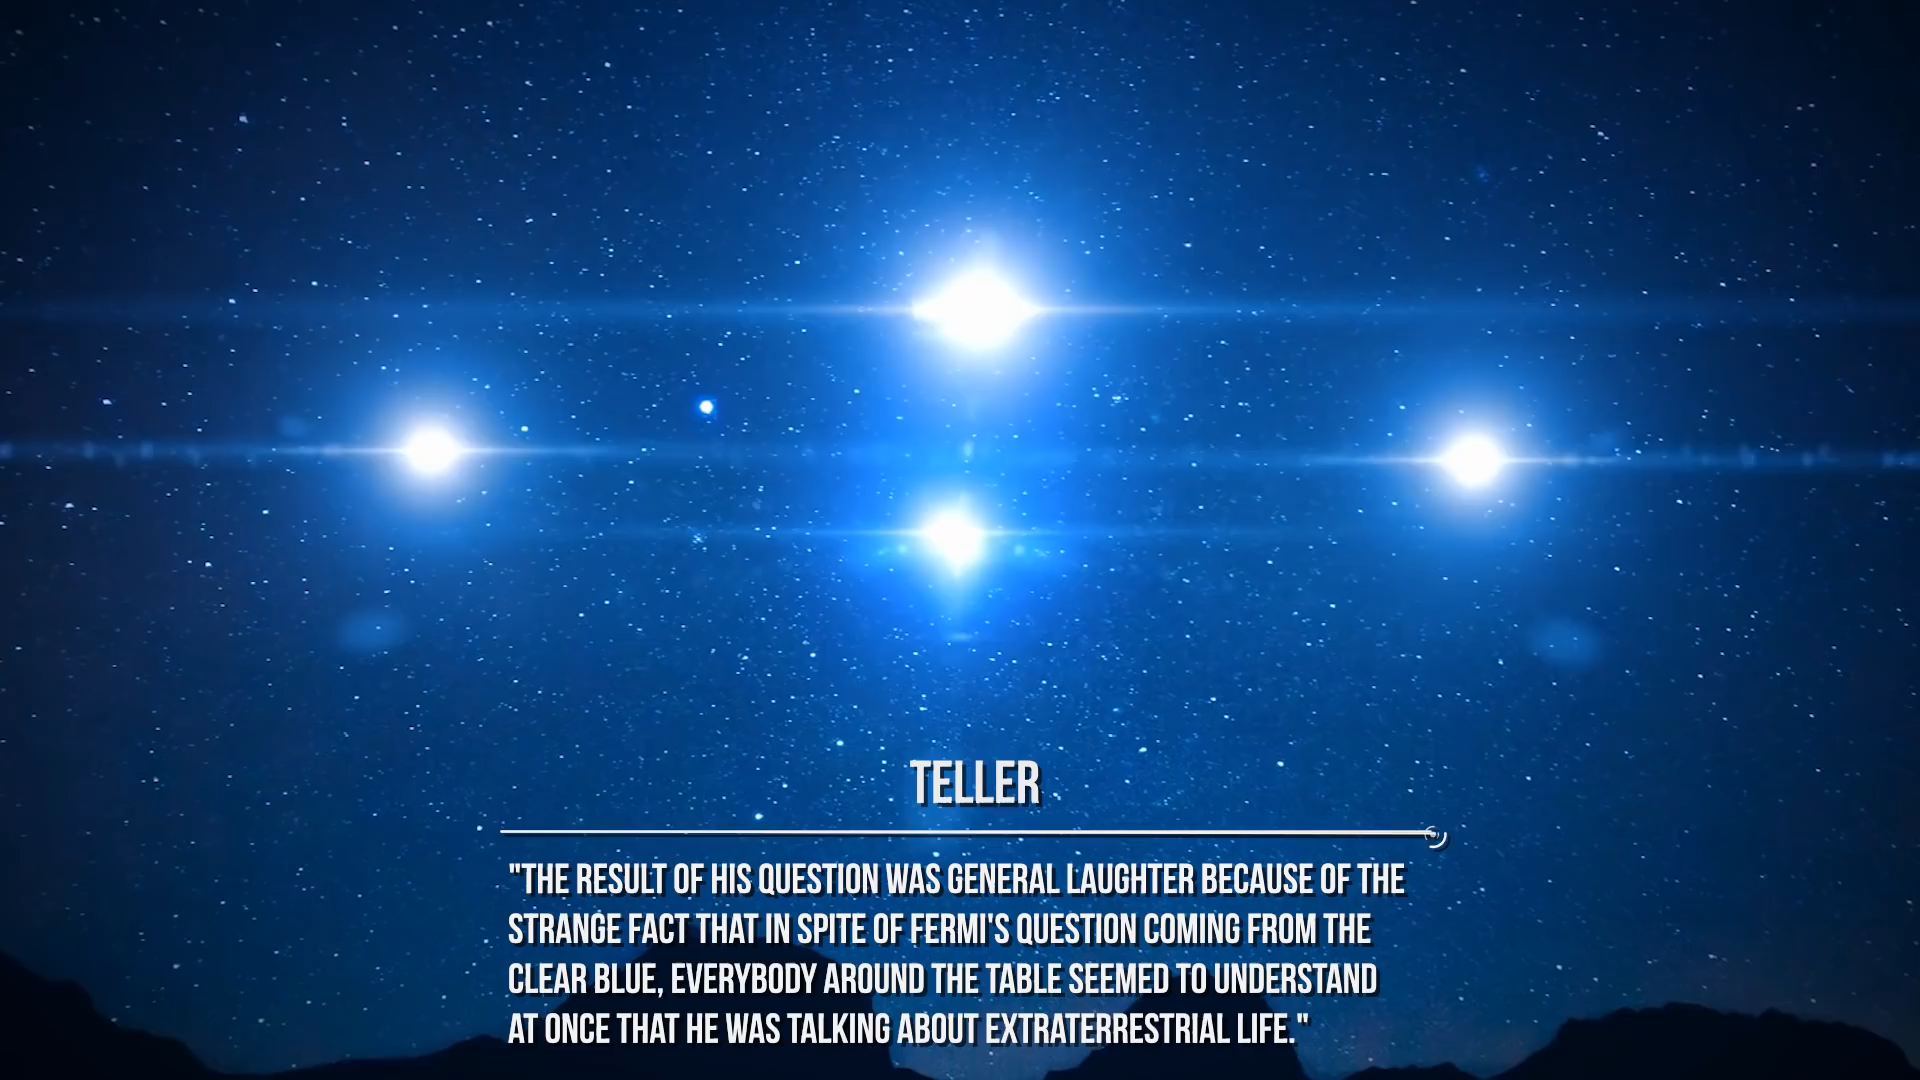 TELLER
"THE RESULT OF HIS QUESTION WAS GENERAL LAUGHTER BECAUSE OF THE
STRANGE FACT THAT IN SPITE OF FERMI'S QUESTION COMING FROM THE
CLEAR BLUE, EVERYBODY AROUND THE TABLE SEEMED TO UNDERSTAND
AT ONCE THAT HE WAS TALKING ABOUT EXTRATERRESTRIAL LIFE."